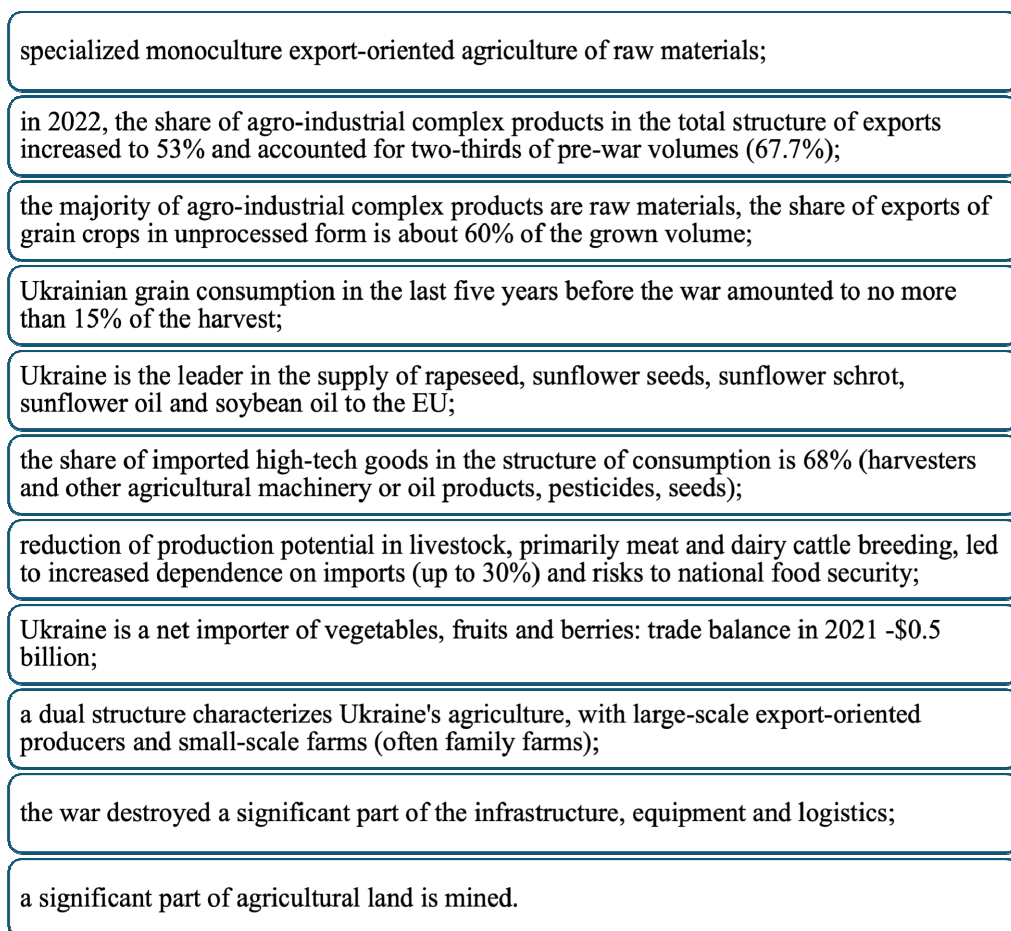 specialized monoculture export-oriented agriculture of raw materials;
in 2022, the share of agro-industrial complex products in the total structure of exports
increased to 53% and accounted for two-thirds of pre-war volumes (67.7%);
the majority of agro-industrial complex products are raw materials, the share of exports of
grain crops in unprocessed form is about 60% of the grown volume;
Ukrainian grain consumption in the last five years before the war amounted to no more
than 15% of the harvest;
Ukraine is the leader in the supply of rapeseed, sunflower seeds, sunflower schrot,
sunflower oil and soybean oil to the EU;
the share of imported high-tech goods in the structure of consumption is 68% (harvesters
and other agricultural machinery or oil products, pesticides, seeds);
reduction of production potential in livestock, primarily meat and dairy cattle breeding, led
to increased dependence on imports (up to 30%) and risks to national food security;
Ukraine is a net importer of vegetables, fruits and berries: trade balance in 2021 -$0.5
billion;
a dual structure characterizes Ukraine's agriculture, with large-scale export-oriented
producers and small-scale farms (often family farms);
the war destroyed a significant part of the infrastructure, equipment and logistics;
a significant part of agricultural land is mined.